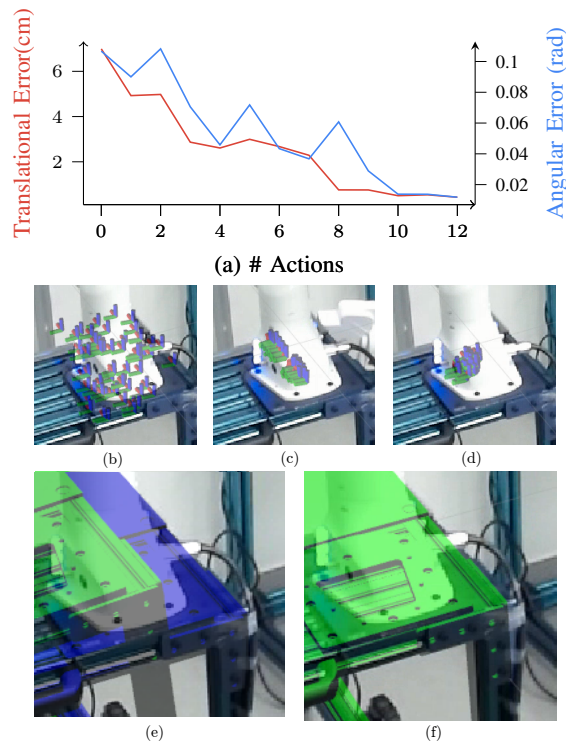 Translational Error(cm)
6
4
2
0.1
0.08
0.06
0.04
0.02
Angular Error (rad)
0 2 4 6 8 10 12
(a) # Actions
(b) (c) (d)
(e) (f)